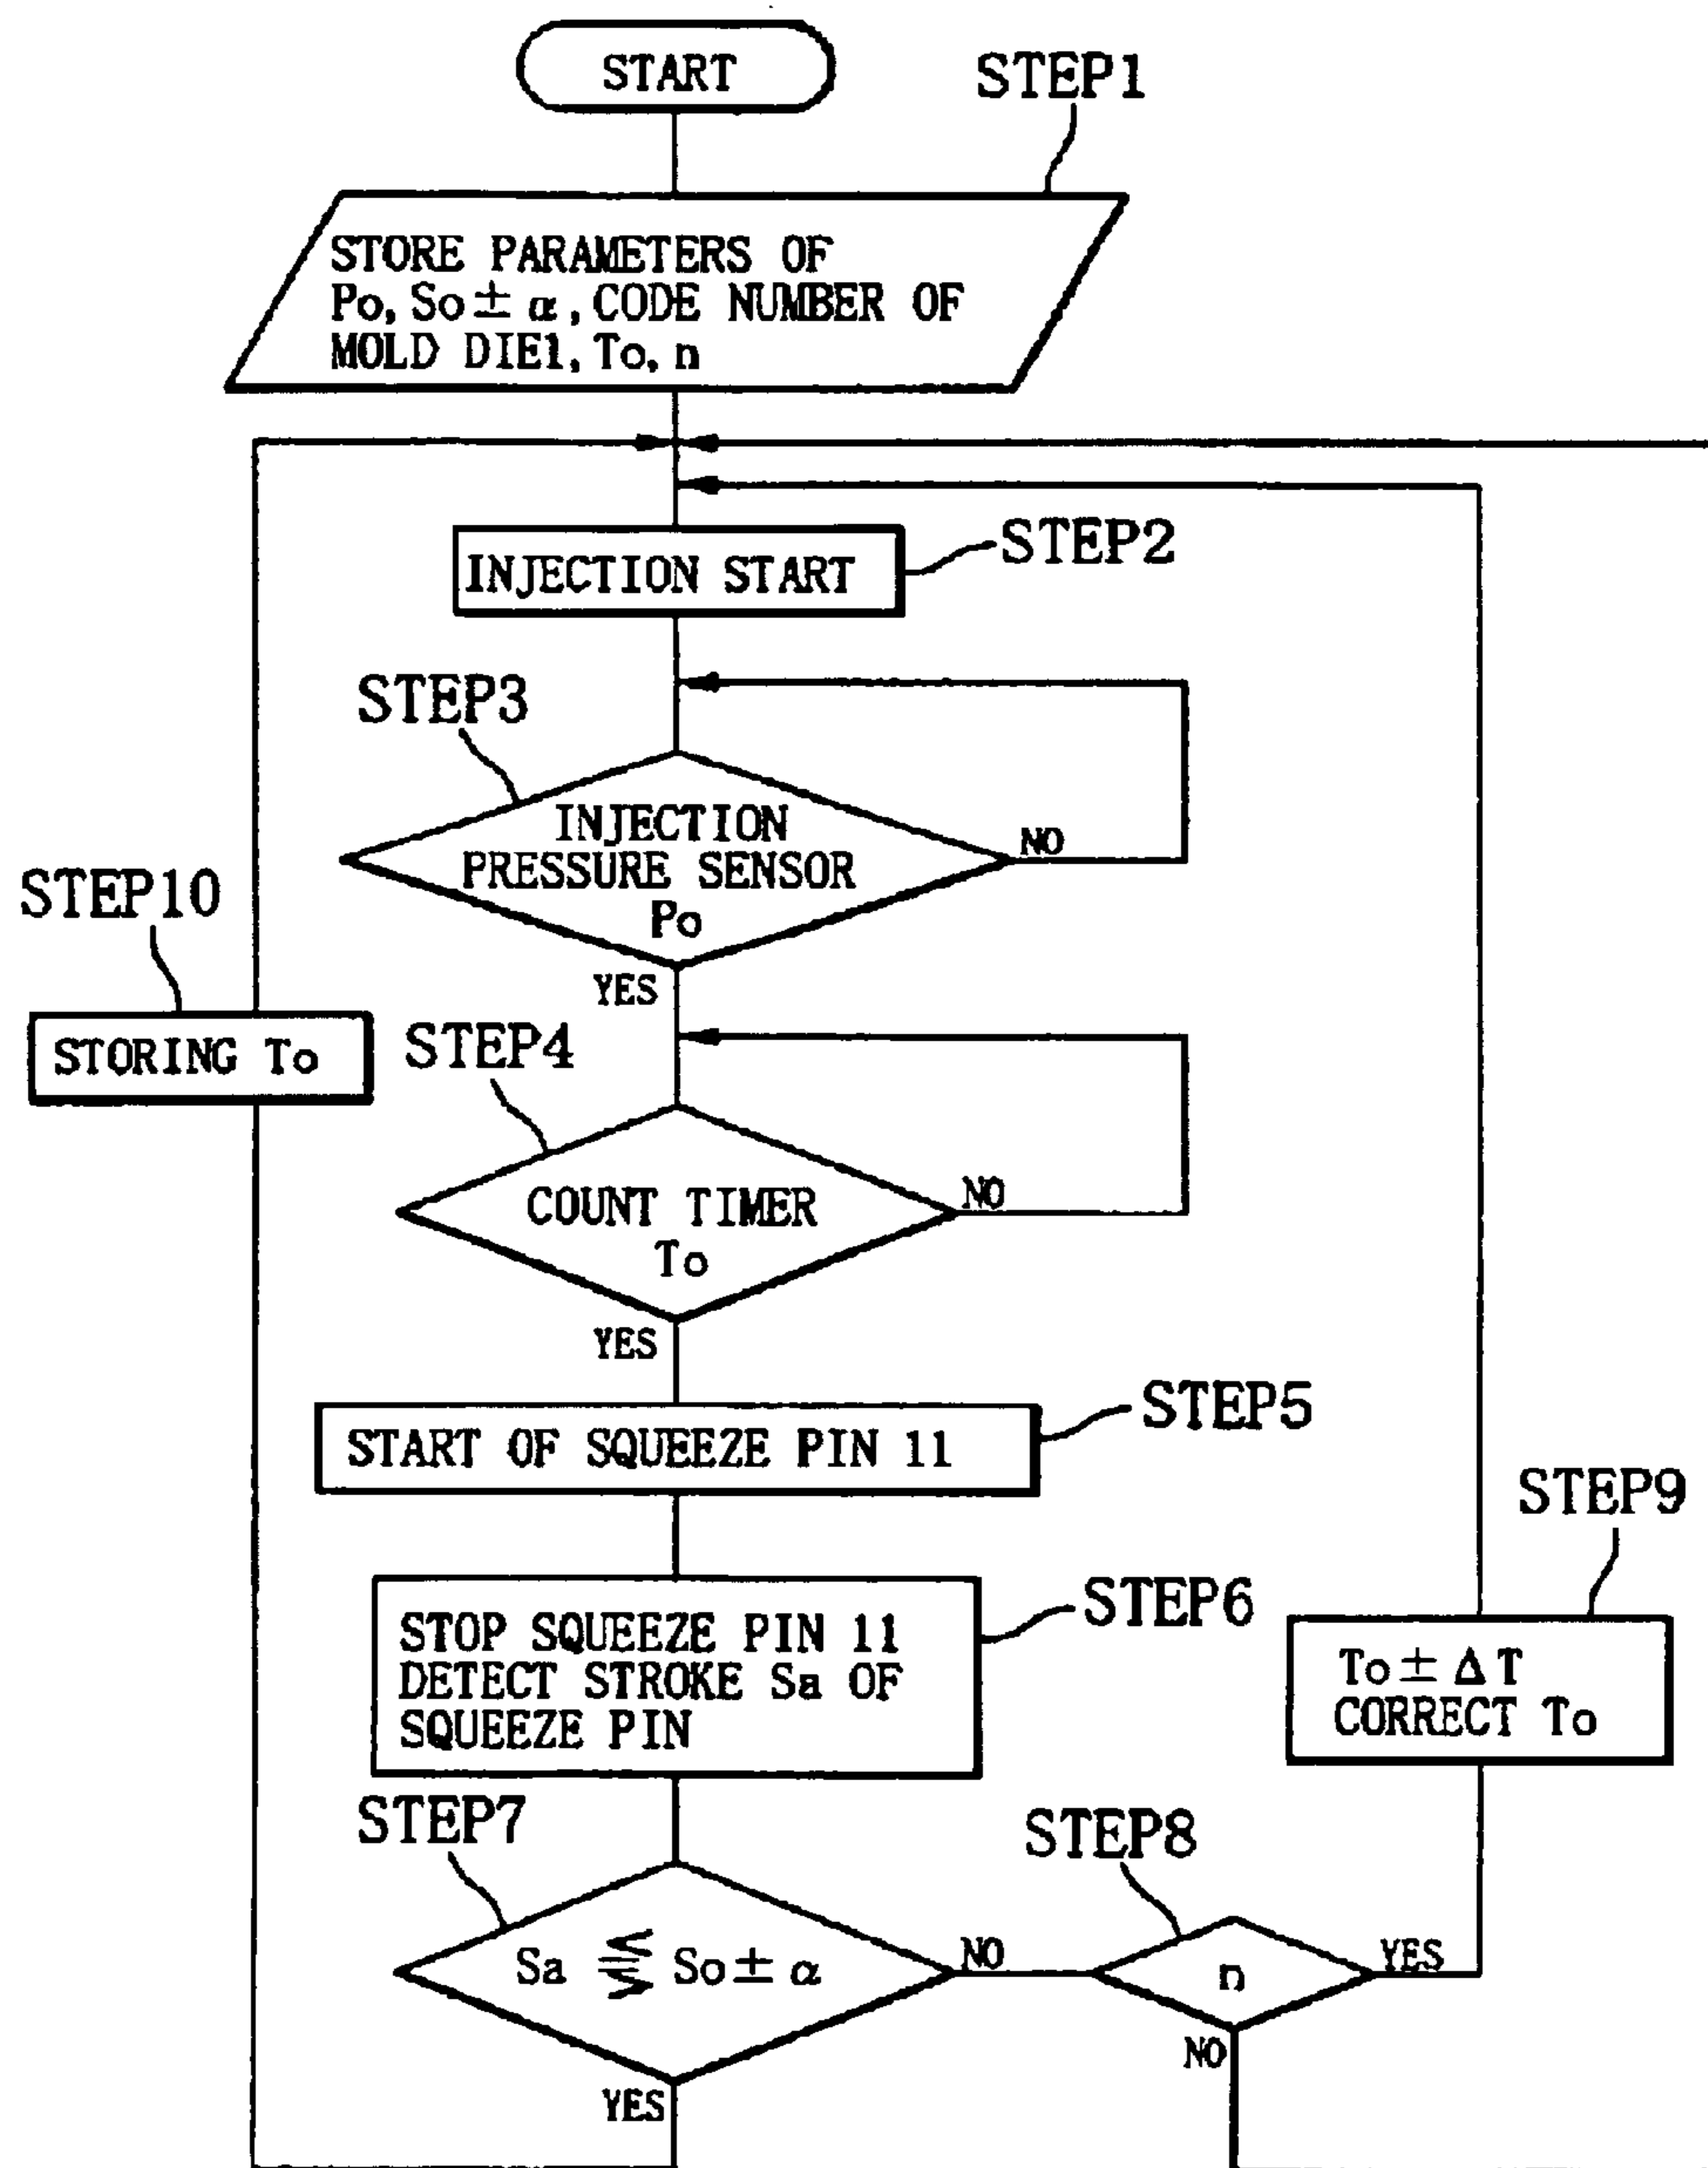 START
STEP1
STORE PARAMETERS OF
Po, So ± α, CODE NUMBER OF
MOLD DIE1, To, n
INJECTION START
STEP2
STEP3
INJECTION
PRESSURE SENSOR
Po
NO
YES
STEP10
STORING To
STEP4
COUNT TIMER
To
NO
YES
START OF SQUEEZE PIN 11
STEP5
STOP SQUEEZE PIN 11
DETECT STROKE Sa OF
SQUEEZE PIN
STEP6
STEP9
To ± ΔT
CORRECT To
STEP7
Sa ≦≧ So ± α
NO
YES
STEP8
n
YES
NO